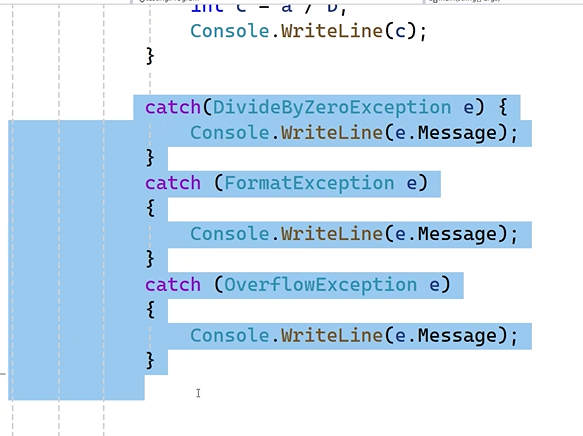 int c = a / b;
Console.WriteLine(c);
}
catch(DivideByZeroException e) {
Console.WriteLine(e.Message);
}
catch (FormatException e)
{
Console.WriteLine(e.Message);
}
catch (OverflowException e)
{
Console.WriteLine(e.Message);
}